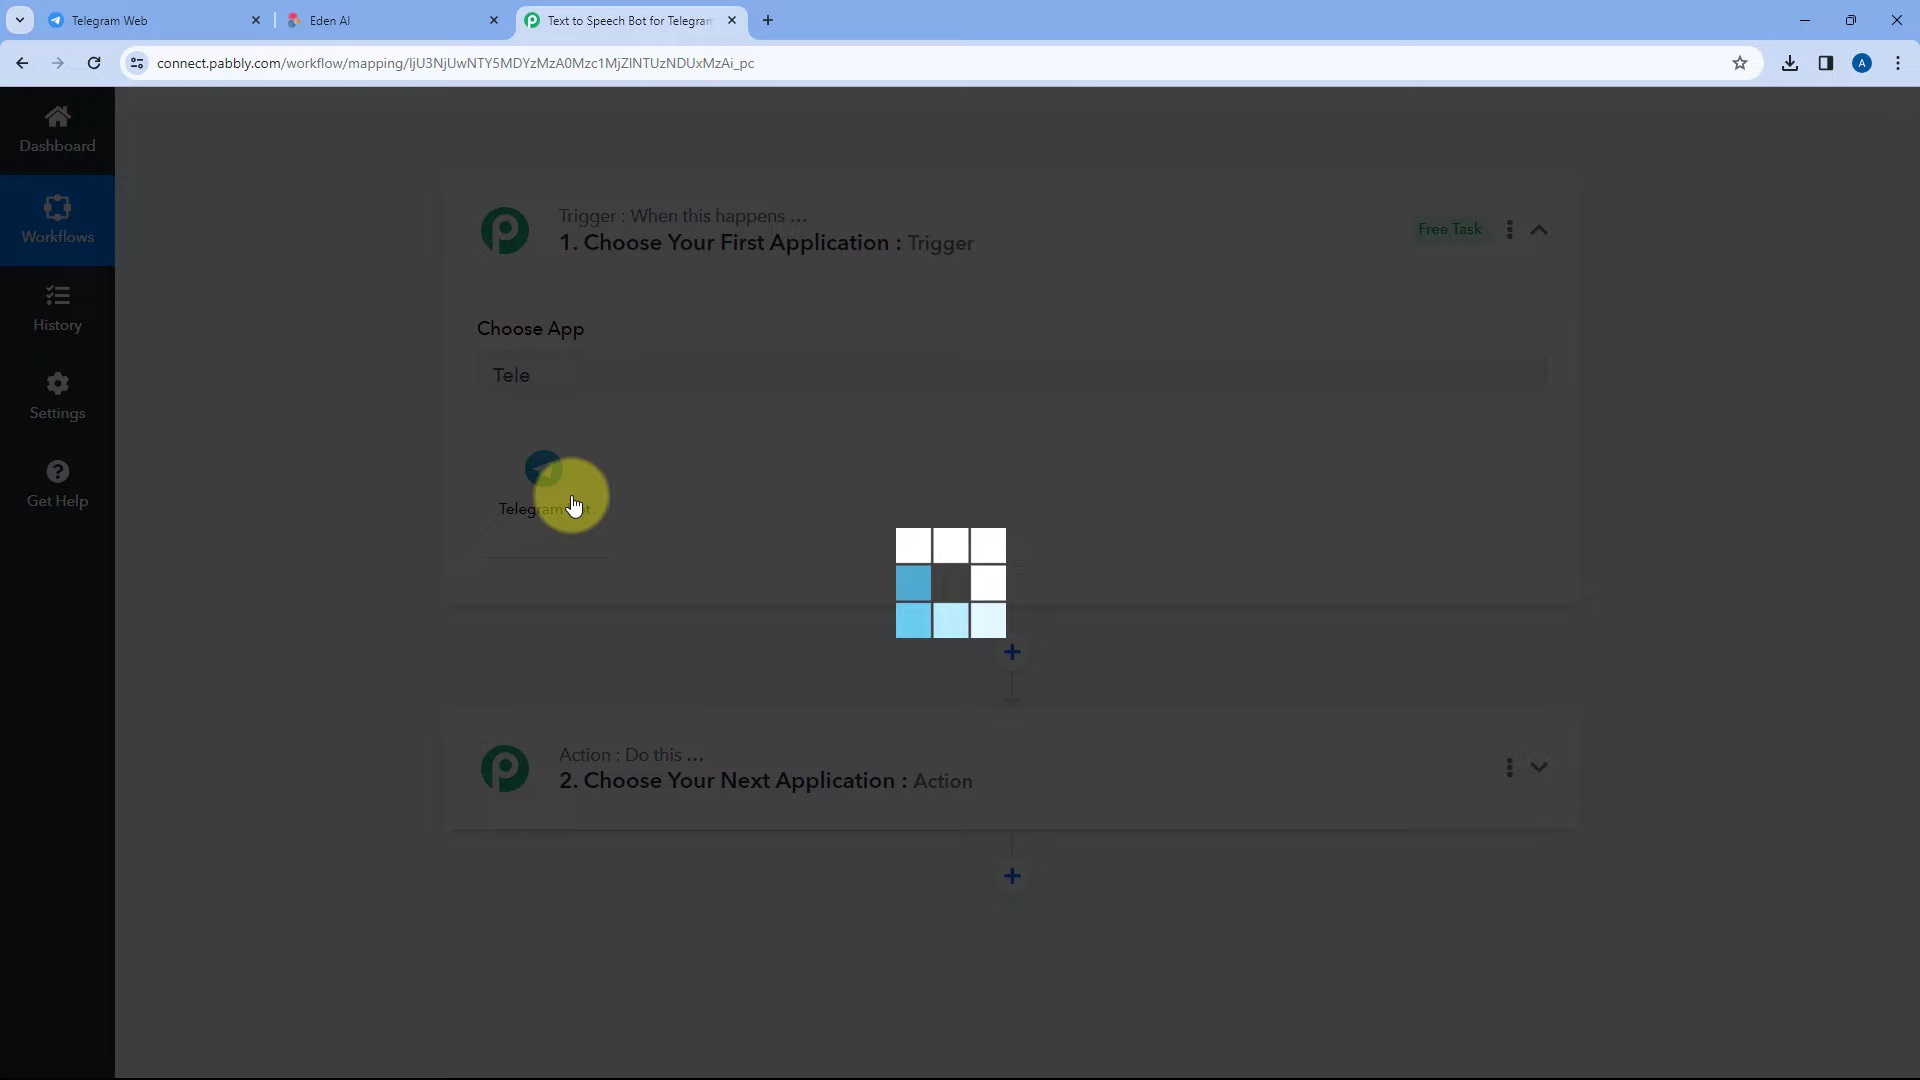 Telegram Web
Eden AI
Text to Speech Bot for Telegram
connect.pabbly.com/workflow/mapping/IjU3NjUwNTY5MDYzMzA0Mzc1MjZlNTUzNDUxMzAi_pc
A
Dashboard
Workflows
History
Settings
Get Help
Trigger : When this happens ...
1. Choose Your First Application : Trigger
Free Task
Choose App
Tele
Telegram
Action : Do this ...
2. Choose Your Next Application : Action